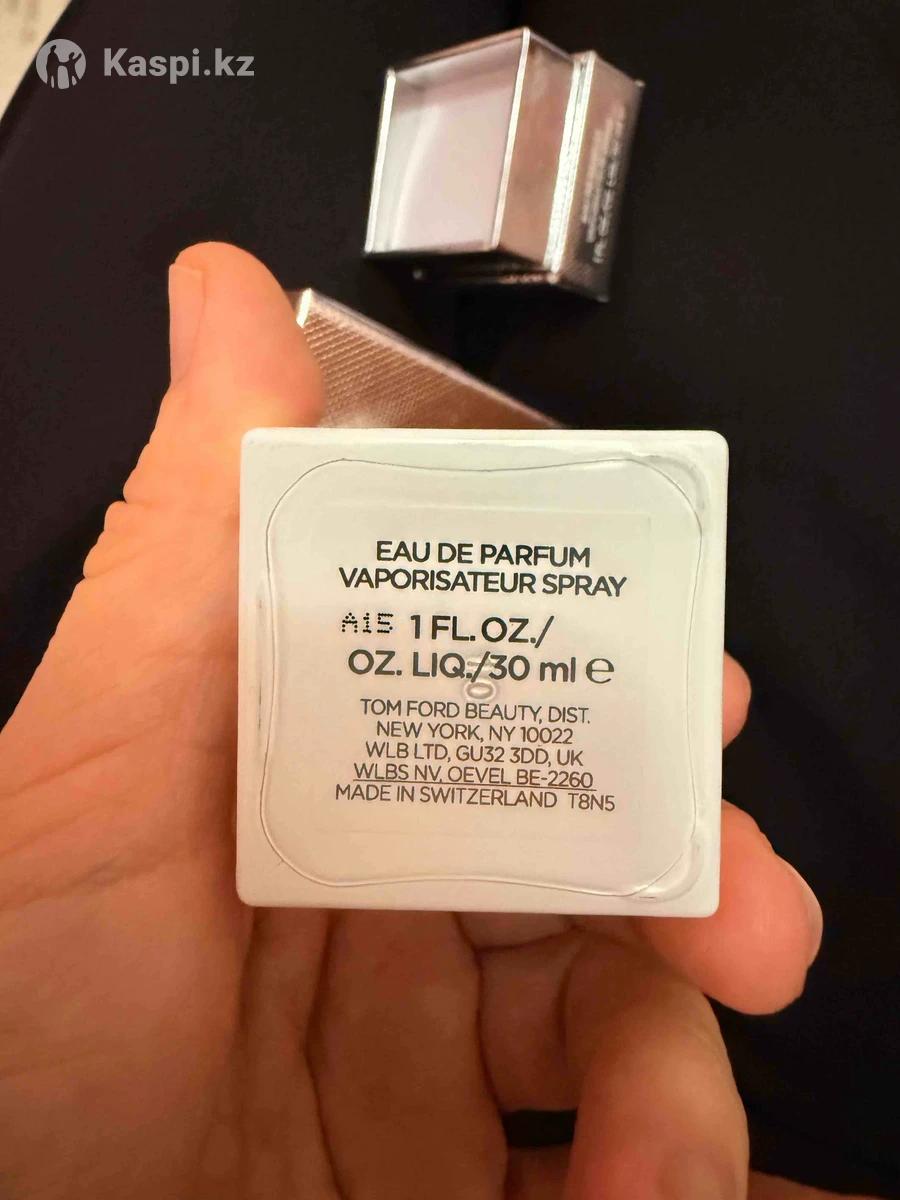 Kaspi.kz
EAU DE PARFUM
VAPORISATEUR SPRAY
A15 1 FL. OZ./
OZ. LIQ./30 ml e
TOM FORD BEAUTY, DIST.
NEW YORK, NY 10022
WLB LTD, GU32 3DD, UK
WLBS NV, OEVEL BE-2260
MADE IN SWITZERLAND T8N5